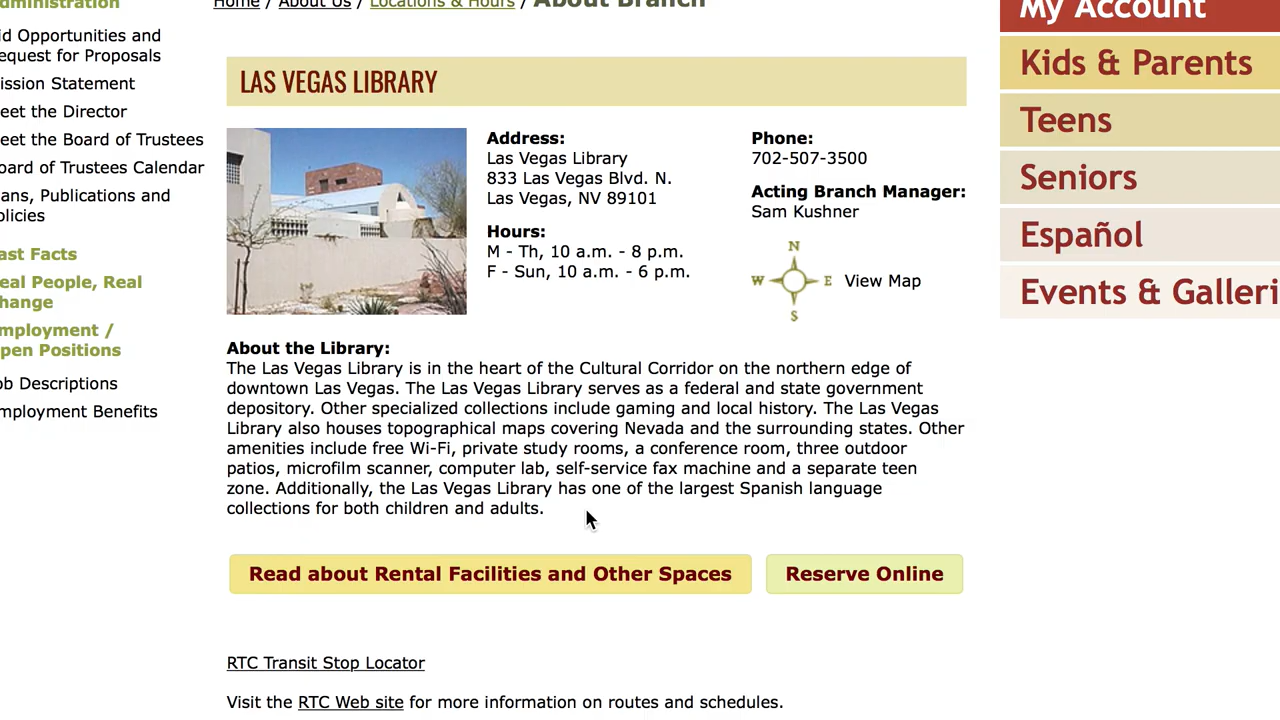 Home / About Us / Locations & Hours / About Branch
dministration
id Opportunities and
equest for Proposals
ission Statement
eet the Director
eet the Board of Trustees
oard of Trustees Calendar
ans, Publications and
olicies
ast Facts
eal People, Real
hange
mployment /
pen Positions
ob Descriptions
mployment Benefits
LAS VEGAS LIBRARY
Address:
Las Vegas Library
833 Las Vegas Blvd. N.
Las Vegas, NV 89101
Hours:
M - Th, 10 a.m. - 8 p.m.
F - Sun, 10 a.m. - 6 p.m.
Phone:
702-507-3500
Acting Branch Manager:
Sam Kushner
N
W E View Map
S
About the Library:
The Las Vegas Library is in the heart of the Cultural Corridor on the northern edge of
downtown Las Vegas. The Las Vegas Library serves as a federal and state government
depository. Other specialized collections include gaming and local history. The Las Vegas
Library also houses topographical maps covering Nevada and the surrounding states. Other
amenities include free Wi-Fi, private study rooms, a conference room, three outdoor
patios, microfilm scanner, computer lab, self-service fax machine and a separate teen
zone. Additionally, the Las Vegas Library has one of the largest Spanish language
collections for both children and adults.
Read about Rental Facilities and Other Spaces
Reserve Online
RTC Transit Stop Locator
Visit the RTC Web site for more information on routes and schedules.
My Account
Kids & Parents
Teens
Seniors
Español
Events & Galleri